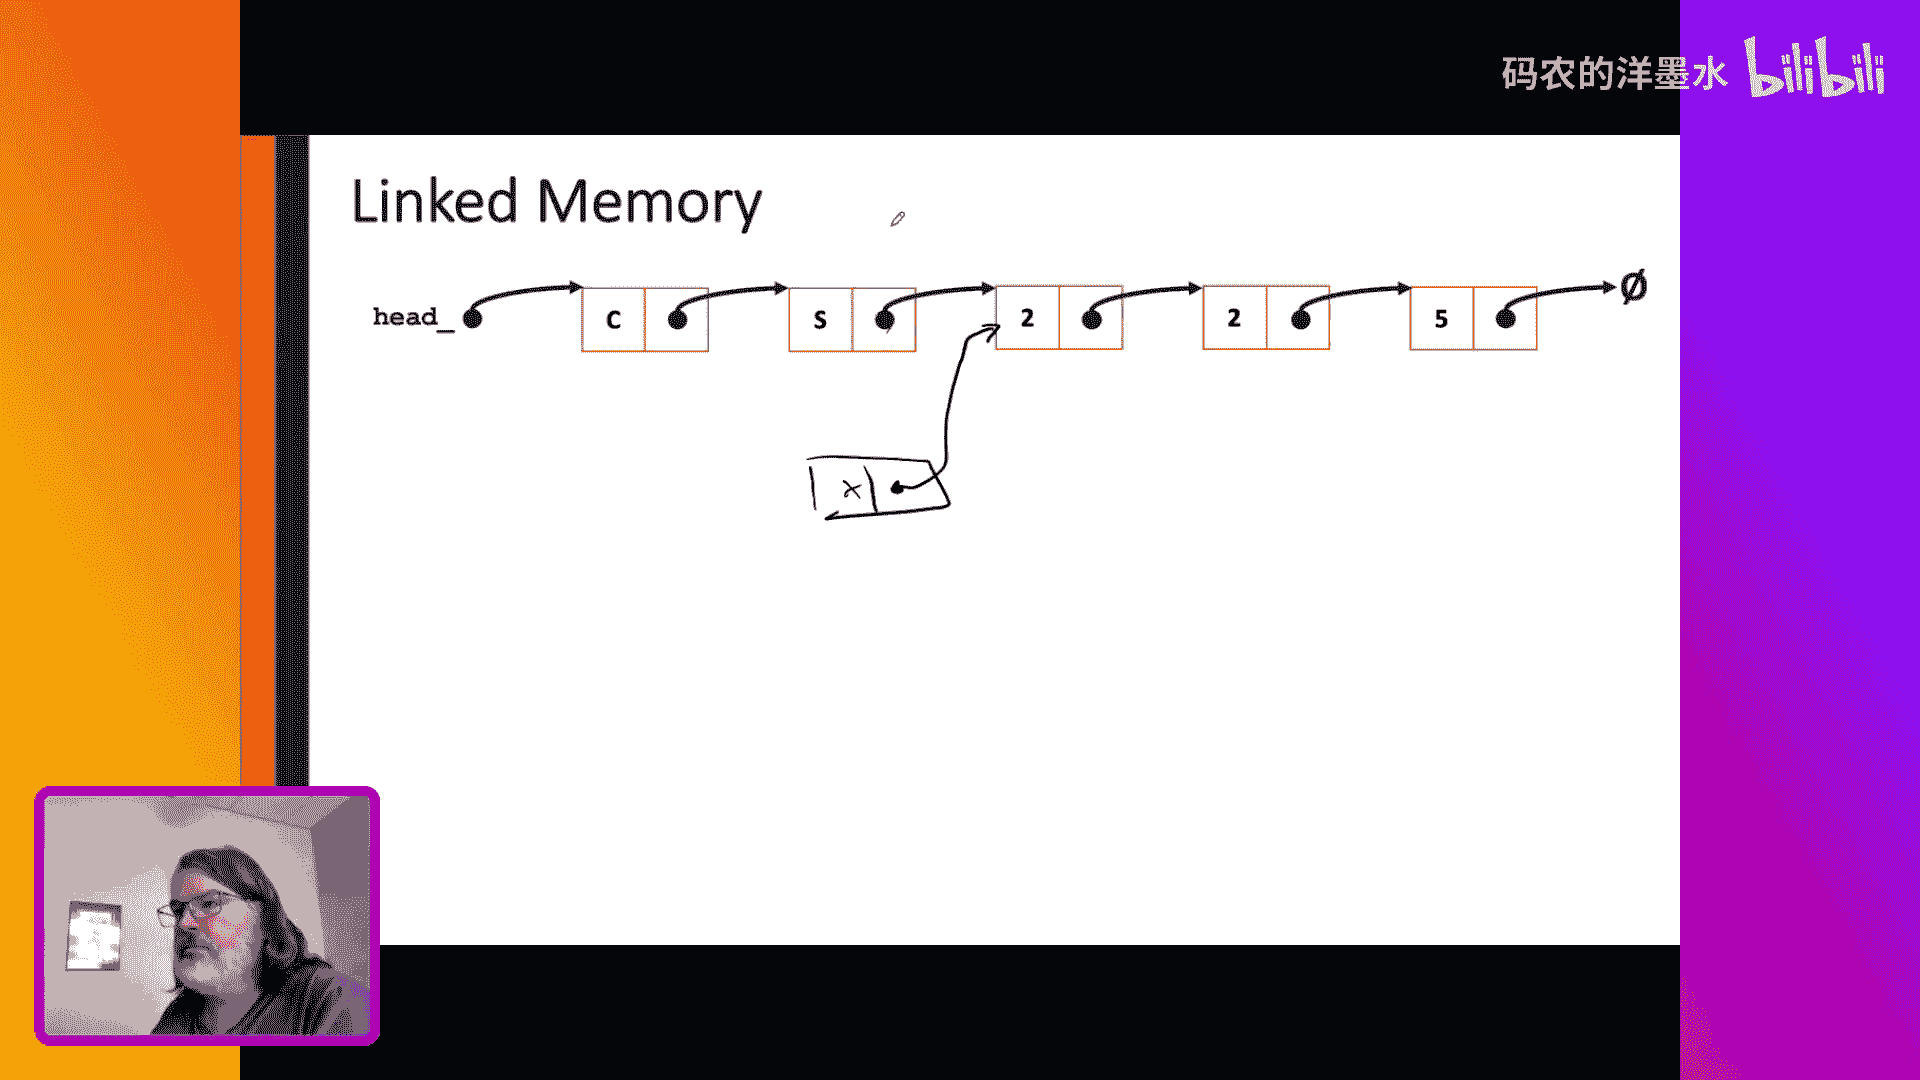 码农的洋墨水 bilibili
Linked Memory
head_ C S 2 2 5 Ø
x